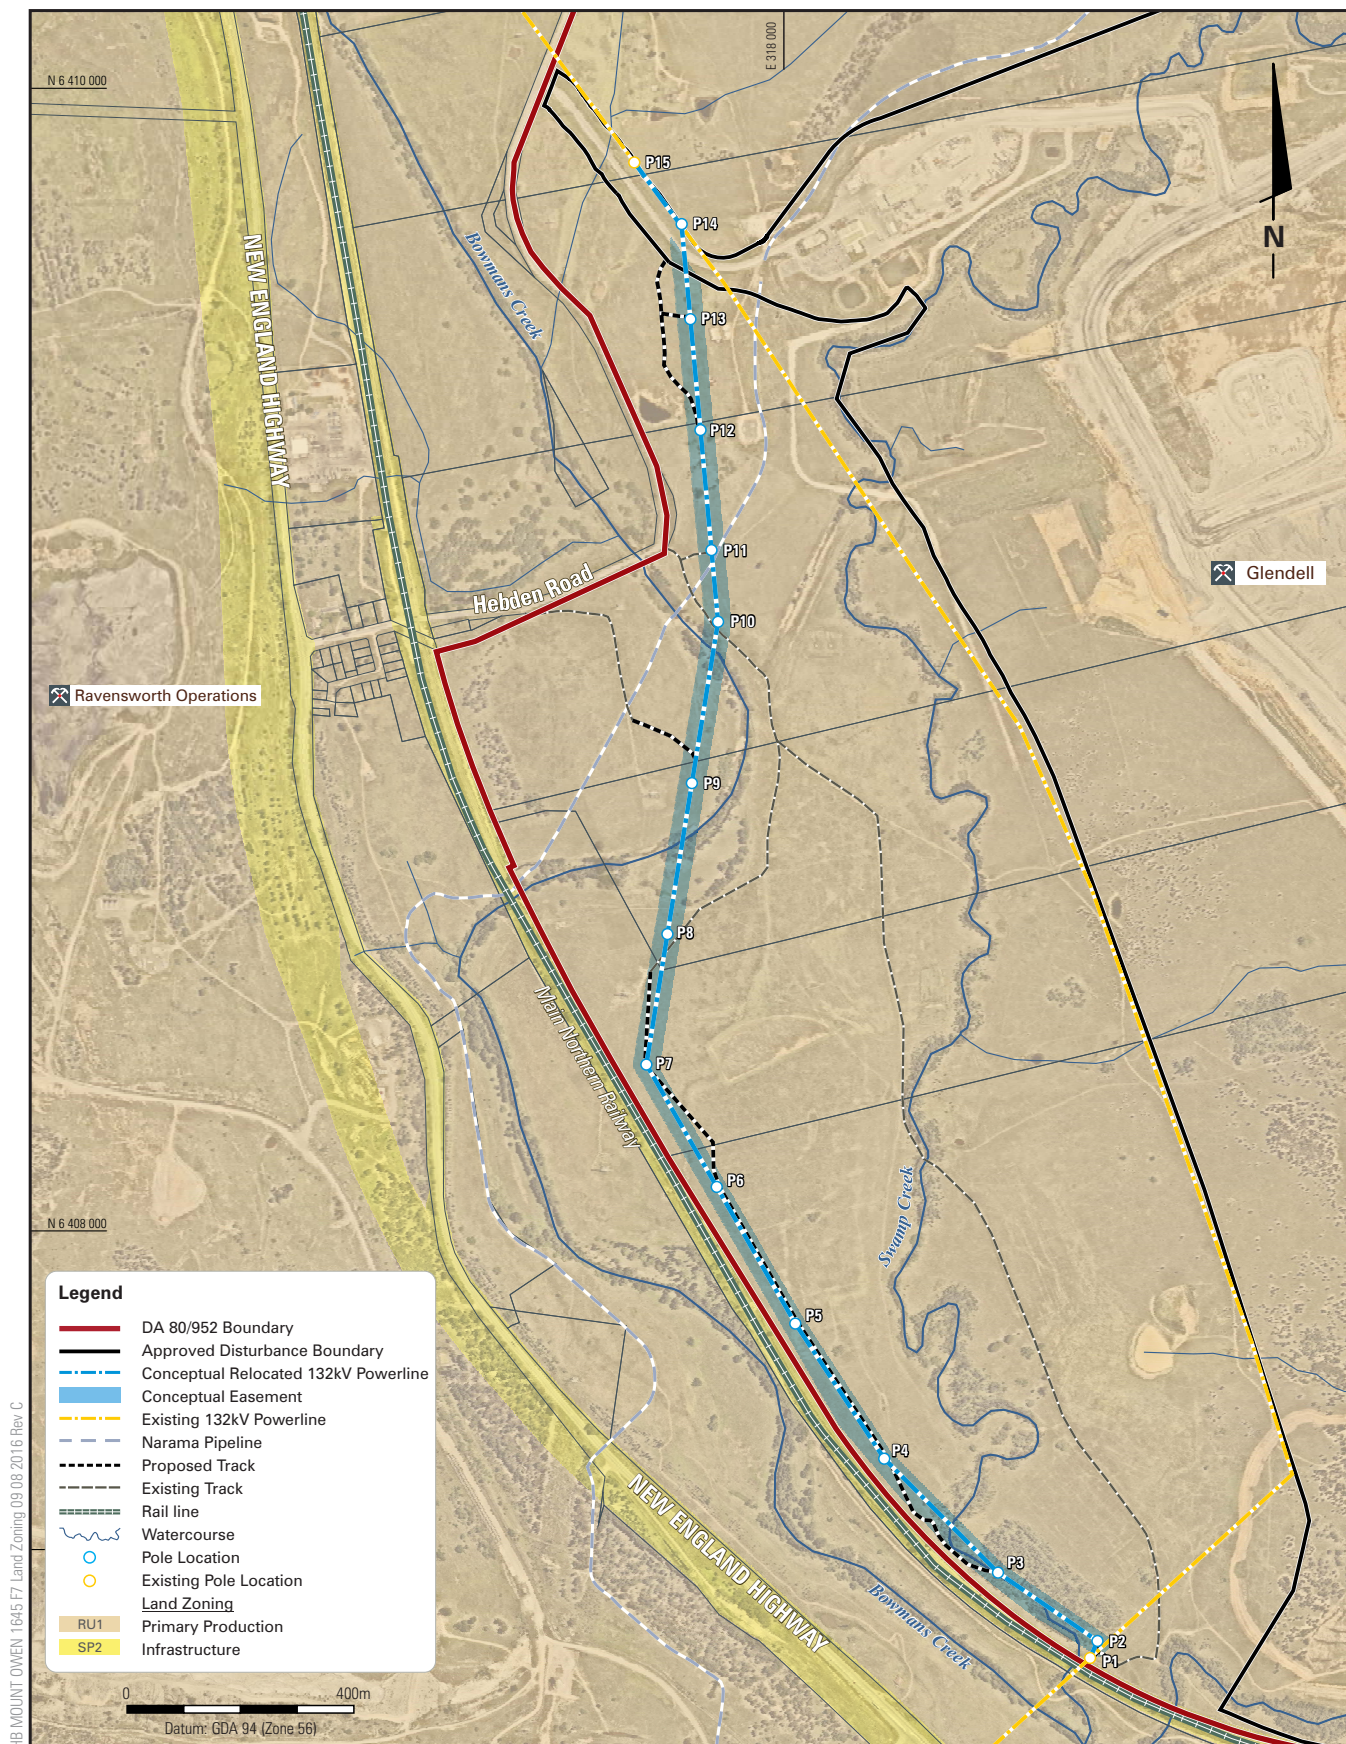 E 318 000
N 6 410 000
P15
P14
N
NEW ENGLAND HIGHWAY
Bowmans Creek
P13
P12
P11
Glendell
Hebden Road
P10
Ravensworth Operations
P9
P8
Main Northern Railway
P7
P6
Swamp Creek
N 6 408 000
P5
P4
NEW ENGLAND HIGHWAY
P3
Bowmans Creek
P2
P1
Legend
DA 80/952 Boundary
Approved Disturbance Boundary
Conceptual Relocated 132kV Powerline
Conceptual Easement
Existing 132kV Powerline
Narama Pipeline
Proposed Track
Existing Track
Rail line
Watercourse
Pole Location
Existing Pole Location
Land Zoning
RU1 Primary Production
SP2 Infrastructure
0 400m
Datum: GDA 94 (Zone 56)
HB MOUNT OWEN 1645 F7 Land Zoning 09 08 2016 Rev C